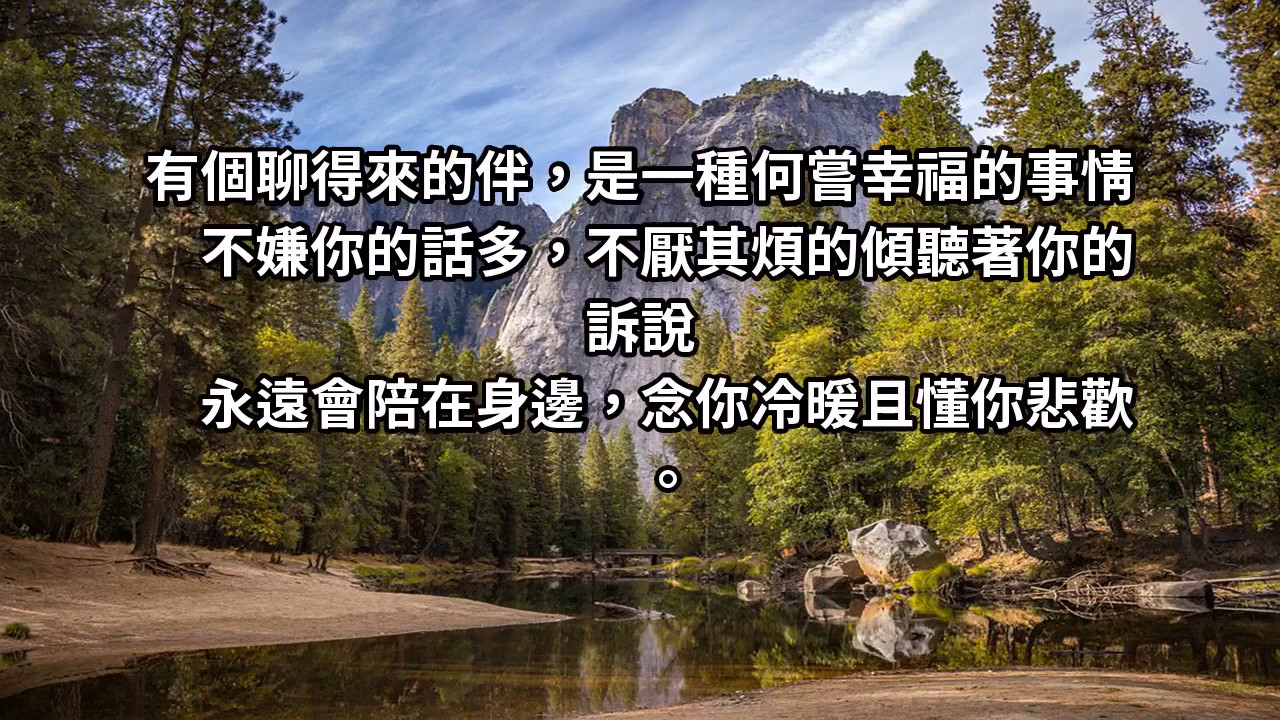 有個聊得來的伴，是一種何嘗幸福的事情
不嫌你的話多，不厭其煩的傾聽著你的
訴說
永遠會陪在身邊，念你冷暖且懂你悲歡
。